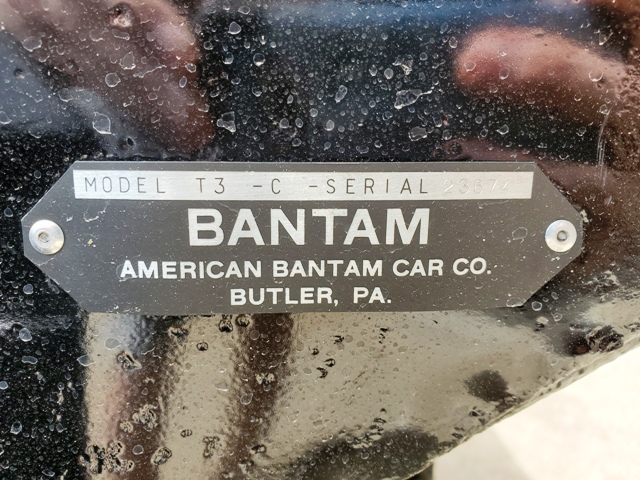 MODEL T3 -C -SERIAL
BANTAM
AMERICAN BANTAM CAR CO.
BUTLER, PA.